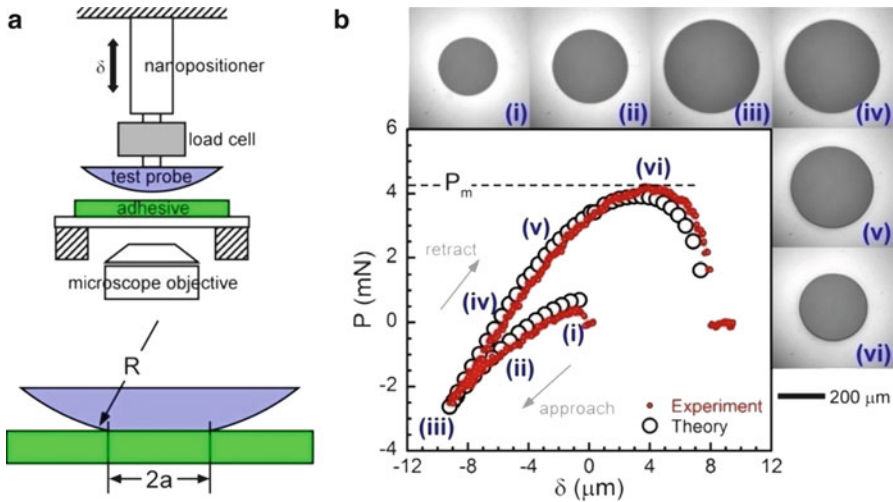 a
δ
nanopositioner
load cell
test probe
adhesive
microscope objective
R
2a
b
(i)
(ii)
(iii)
(iv)
(v)
(vi)
200 μm
P (mN)
6
4
2
0
-2
-4
Pm
(vi)
(v)
retract
(iv)
(i)
(ii)
approach
(iii)
Experiment
Theory
-12 -8 -4 0 4 8 12
δ (μm)